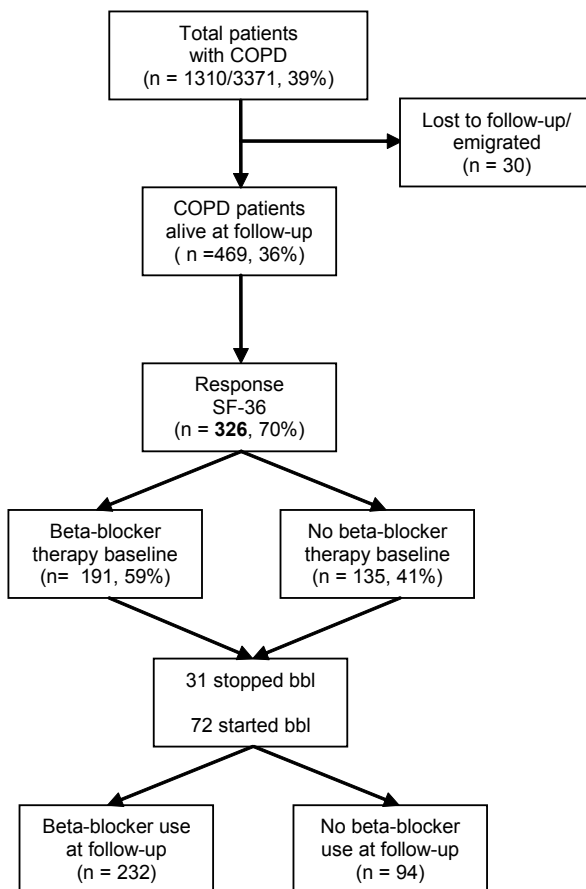 Total patients
with COPD
(n = 1310/3371, 39%)
Lost to follow-up/
emigrated
(n = 30)
COPD patients
alive at follow-up
( n =469, 36%)
Response
SF-36
(n = 326, 70%)
Beta-blocker
therapy baseline
(n= 191, 59%)
No beta-blocker
therapy baseline
(n = 135, 41%)
31 stopped bbl
72 started bbl
Beta-blocker use
at follow-up
(n = 232)
No beta-blocker
use at follow-up
(n = 94)